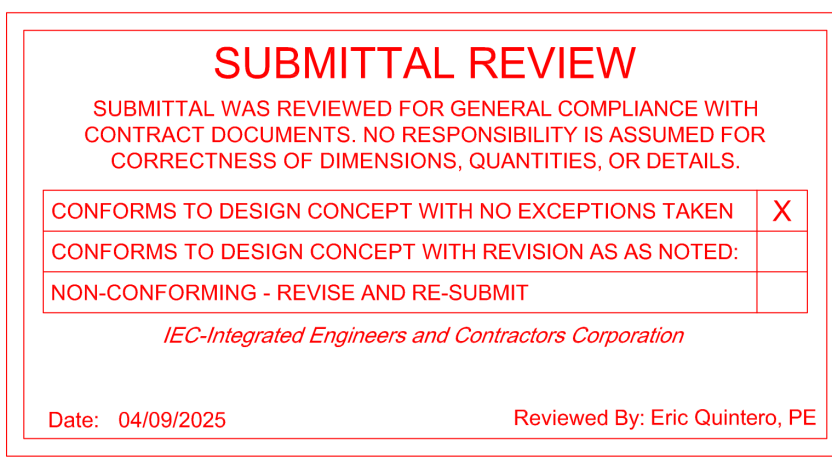 SUBMITTAL REVIEW
SUBMITTAL WAS REVIEWED FOR GENERAL COMPLIANCE WITH
CONTRACT DOCUMENTS. NO RESPONSIBILITY IS ASSUMED FOR
CORRECTNESS OF DIMENSIONS, QUANTITIES, OR DETAILS.
CONFORMS TO DESIGN CONCEPT WITH NO EXCEPTIONS TAKEN X
CONFORMS TO DESIGN CONCEPT WITH REVISION AS AS NOTED:
NON-CONFORMING - REVISE AND RE-SUBMIT
IEC-Integrated Engineers and Contractors Corporation
Date: 04/09/2025 Reviewed By: Eric Quintero, PE